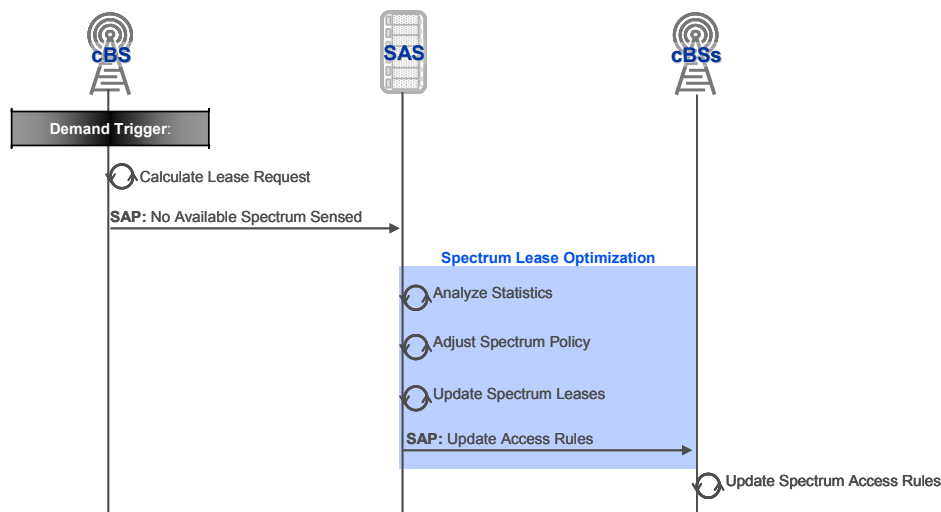 cBS
SAS
cBSs
Demand Trigger:
Calculate Lease Request
SAP: No Available Spectrum Sensed
Spectrum Lease Optimization
Analyze Statistics
Adjust Spectrum Policy
Update Spectrum Leases
SAP: Update Access Rules
Update Spectrum Access Rules